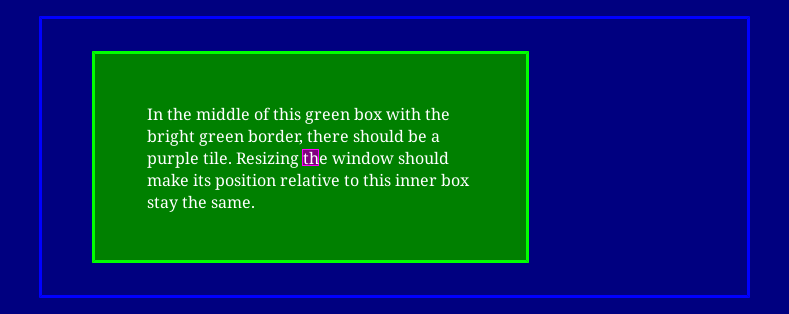 In the middle of this green box with the
bright green border, there should be a
purple tile. Resizing the window should
make its position relative to this inner box
stay the same.